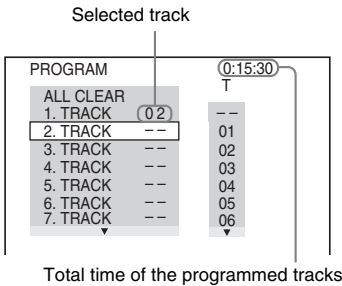 Selected track
PROGRAM 0:15:30
T
ALL CLEAR
1. TRACK 02 – –
2. TRACK – – 01
3. TRACK – – 02
4. TRACK – – 03
5. TRACK – – 04
6. TRACK – – 05
7. TRACK – – 06
Total time of the programmed tracks